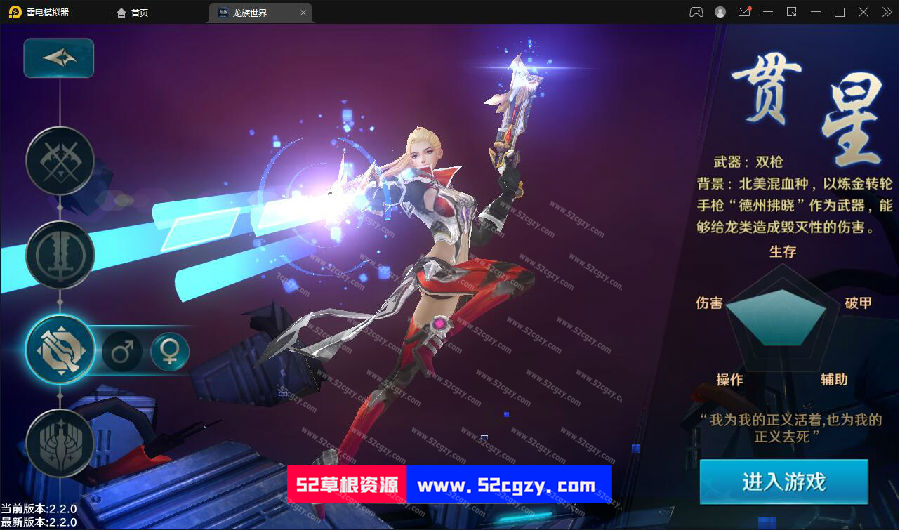 雷电模拟器
首页
龙族世界
贯星
武器：双枪
背景：北美混血种，以炼金转轮
手枪“德州拂晓”作为武器，能
够给龙类造成毁灭性的伤害。
生存
伤害
破甲
操作
辅助
“我为我的正义活着,也为我的
正义去死”
进入游戏
当前版本:2.2.0
最新版本:2.2.0
52草根资源
www.52cgzy.com
www.52cgzy.com